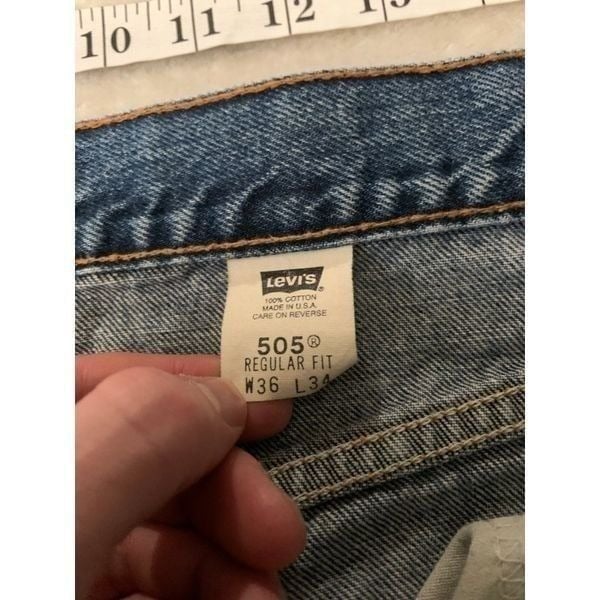 10 11 12 13
Levi's®
100% COTTON
MADE IN U.S.A.
CARE ON REVERSE
505®
REGULAR FIT
W36 L34